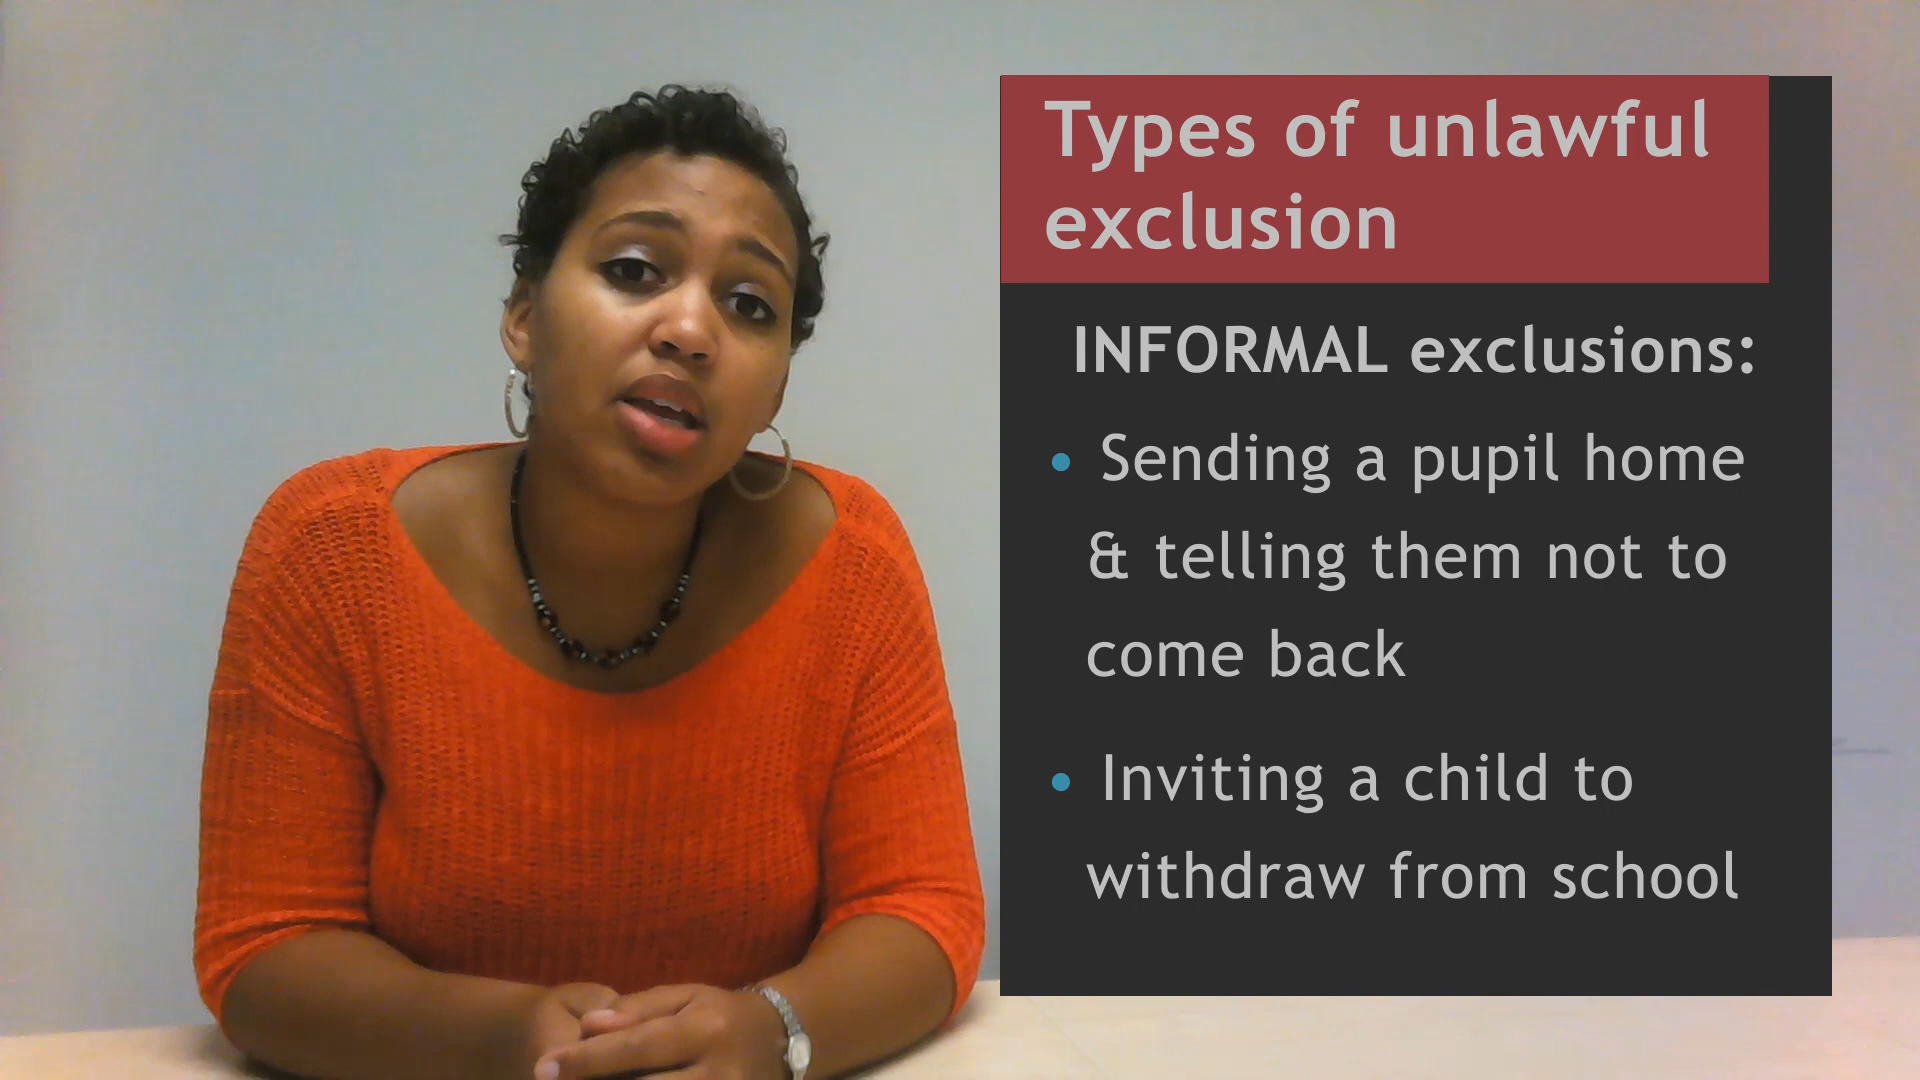 Types of unlawful
exclusion
INFORMAL exclusions:
• Sending a pupil home
& telling them not to
come back
• Inviting a child to
withdraw from school